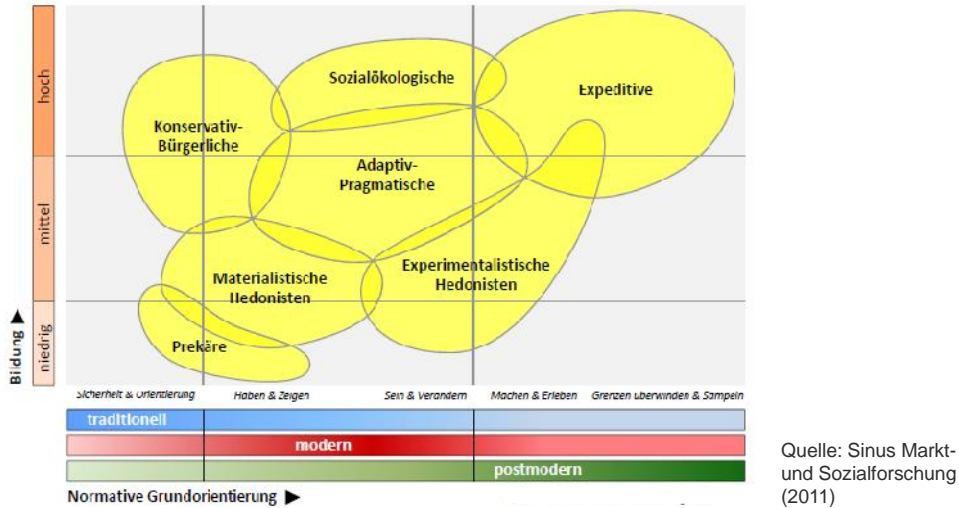 hoch
mittel
niedrig
Bildung ►
Sozialökologische
Expeditive
Konservativ-
Bürgerliche
Adaptiv-
Pragmatische
Materialistische
Hedonisten
Experimentalistische
Hedonisten
Prekäre
Sicherheit & Orientierung
Haben & Zeigen
Sein & Verändern
Machen & Erleben
Grenzen überwinden & Sampeln
traditionell
modern
postmodern
Normative Grundorientierung ►
Quelle: Sinus Markt-
und Sozialforschung
(2011)